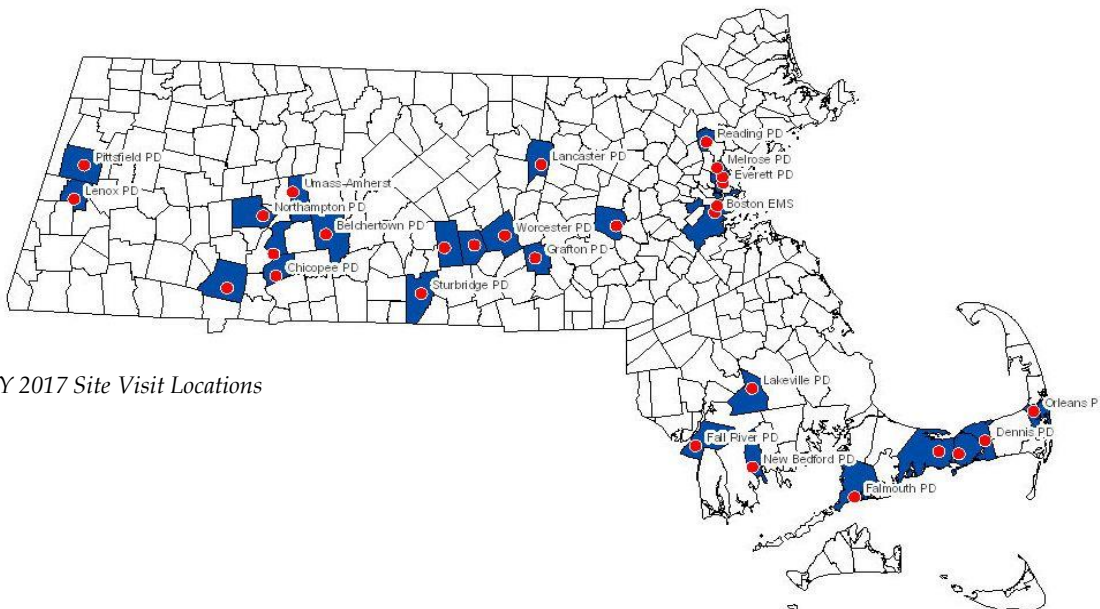 Reading PD
Melrose PD
Everett PD
Boston EMS
Lancaster PD
Pittsfield PD
Lenox PD
Umass-Amherst
Northampton PD
Belchertown PD
Worcester PD
Grafton PD
Chicopee PD
Sturbridge PD
Y 2017 Site Visit Locations
Lakeville PD
Orleans P
Fall River PD
Dennis PD
New Bedford PD
Falmouth PD